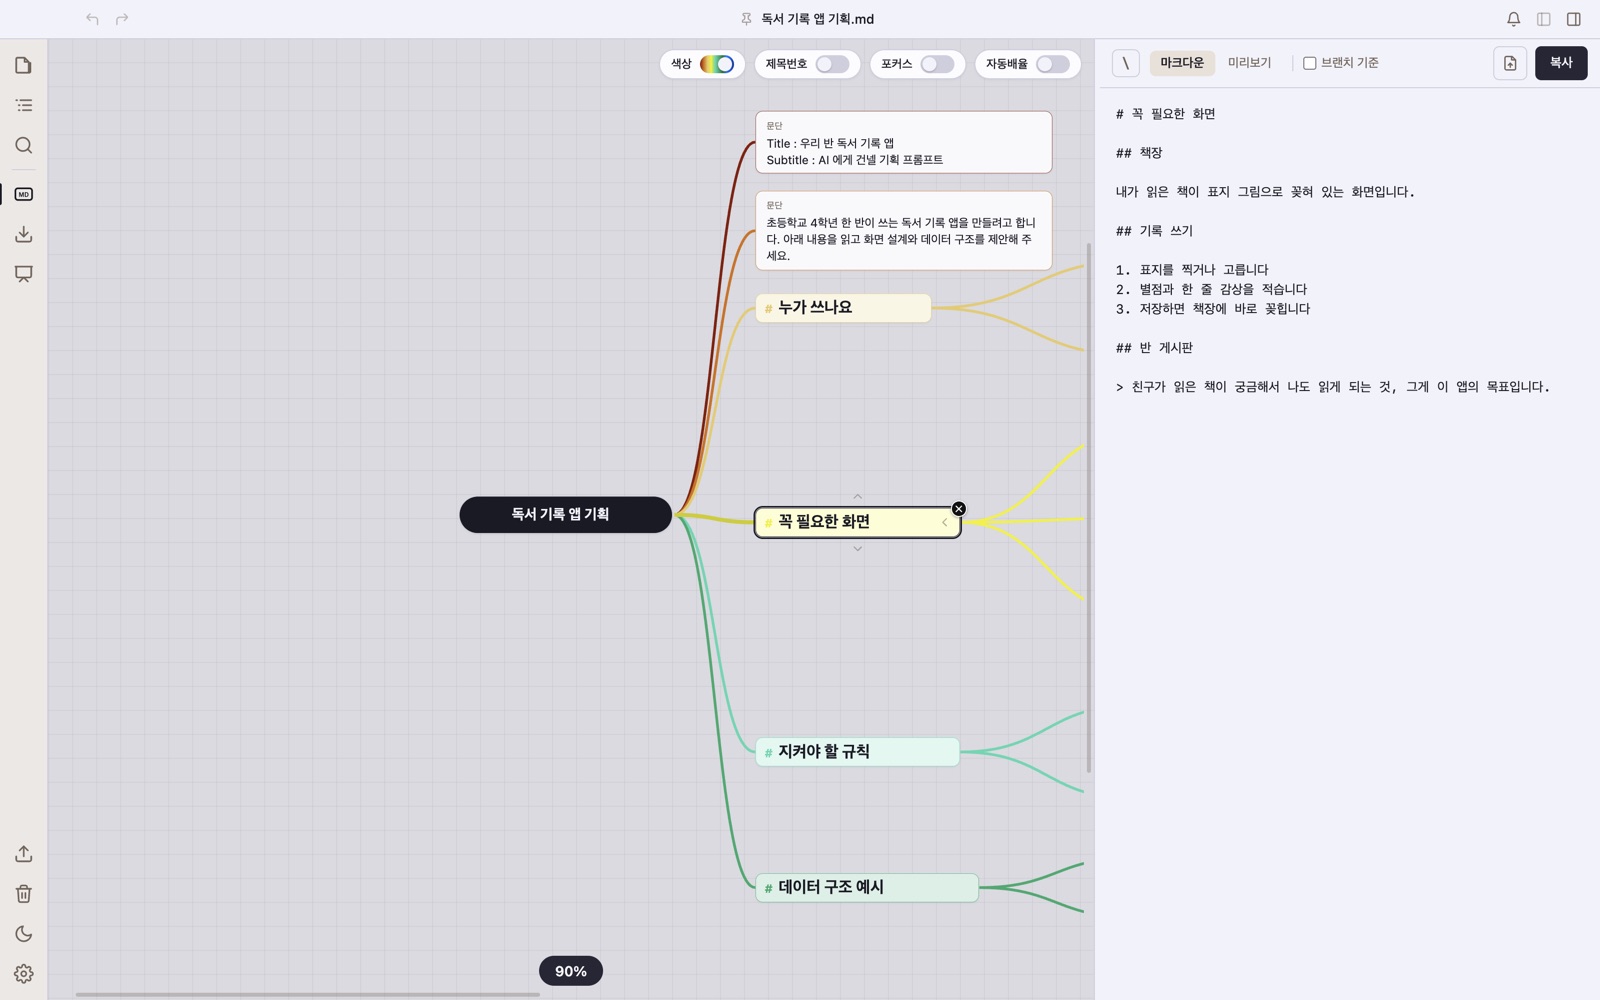 독서 기록 앱 기획.md
색상
제목번호
포커스
자동배율
\
마크다운
미리보기
브랜치 기준
복사
MD
문단
Title : 우리 반 독서 기록 앱
Subtitle : AI 에게 건넬 기획 프롬프트
문단
초등학교 4학년 한 반이 쓰는 독서 기록 앱을 만들려고 합니
다. 아래 내용을 읽고 화면 설계와 데이터 구조를 제안해 주
세요.
# 누가 쓰나요
독서 기록 앱 기획
# 꼭 필요한 화면
# 지켜야 할 규칙
# 데이터 구조 예시
90%
# 꼭 필요한 화면
## 책장
내가 읽은 책이 표지 그림으로 꽂혀 있는 화면입니다.
## 기록 쓰기
1. 표지를 찍거나 고릅니다
2. 별점과 한 줄 감상을 적습니다
3. 저장하면 책장에 바로 꽂힙니다
## 반 게시판
> 친구가 읽은 책이 궁금해서 나도 읽게 되는 것, 그게 이 앱의 목표입니다.